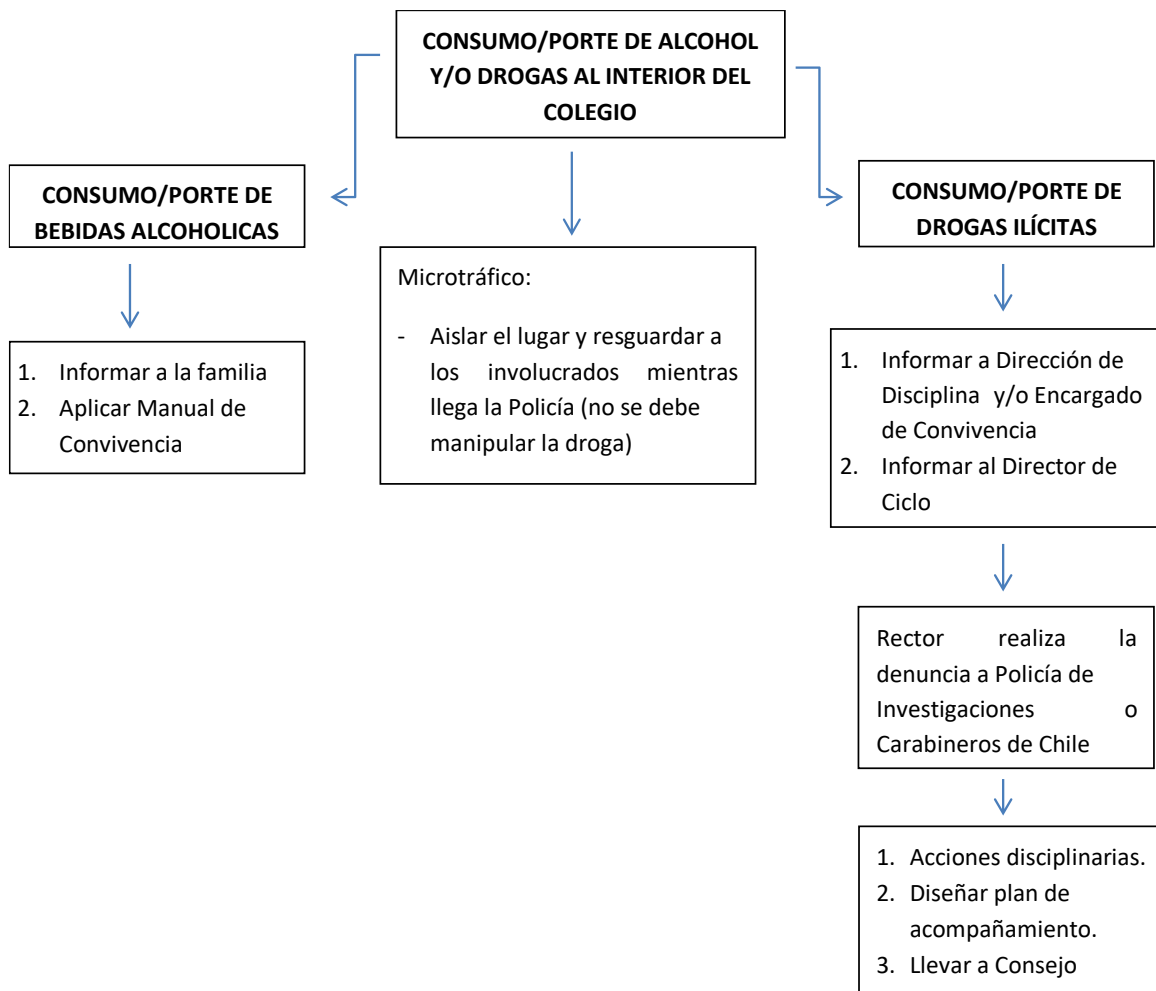 CONSUMO/PORTE DE ALCOHOL
Y/O DROGAS AL INTERIOR DEL
COLEGIO
CONSUMO/PORTE DE
BEBIDAS ALCOHOLICAS
1. Informar a la familia
2. Aplicar Manual de
Convivencia
Microtráfico:
- Aislar el lugar y resguardar a
los involucrados mientras
llega la Policía (no se debe
manipular la droga)
CONSUMO/PORTE DE
DROGAS ILÍCITAS
1. Informar a Dirección de
Disciplina y/o Encargado
de Convivencia
2. Informar al Director de
Ciclo
Rector realiza la
denuncia a Policía de
Investigaciones o
Carabineros de Chile
1. Acciones disciplinarias.
2. Diseñar plan de
acompañamiento.
3. Llevar a Consejo